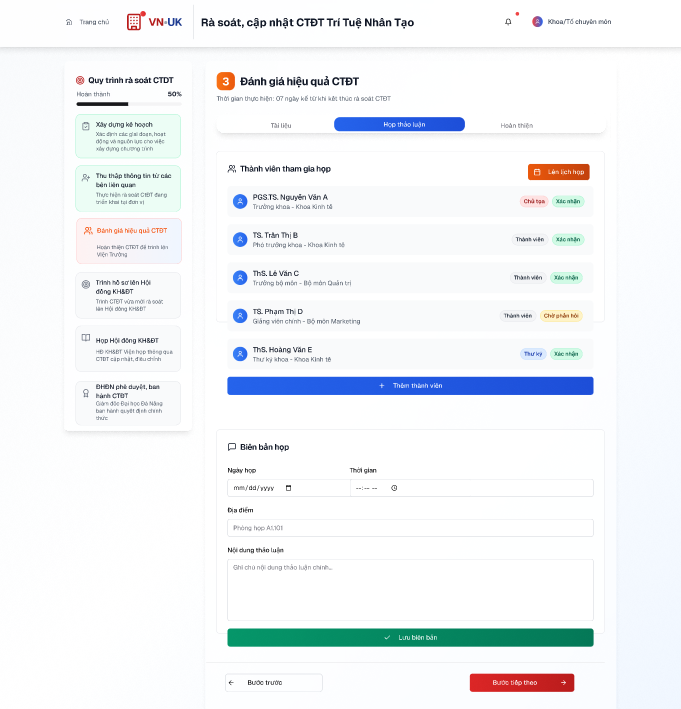 Trang chủ
VN-UK
Rà soát, cập nhật CTĐT Trí Tuệ Nhân Tạo
Khoa/Tổ chuyên môn
Quy trình rà soát CTDT
Hoàn thành 50%
Xây dựng kế hoạch
Xác định các giai đoạn, hoạt
động và nguồn lực cho việc
xây dựng chương trình
Thu thập thông tin từ các
bên liên quan
Thực hiện rà soát CTĐT đang
triển khai tại đơn vị
Đánh giá hiệu quả CTĐT
Hoàn thiện CTĐT để trình lên
Viện Trưởng
Trình hồ sơ lên Hội
đồng KH&ĐT
Trình CTĐT vừa mới rà soát
lên Hội đồng KH&ĐT
Họp Hội đồng KH&ĐT
HĐ KH&ĐT Viện họp thông qua
CTĐT cập nhật, điều chỉnh
ĐHĐN phê duyệt, ban
hành CTĐT
Giám đốc Đại học Đà Nẵng
ban hành quyết định chính
thức
3 Đánh giá hiệu quả CTĐT
Thời gian thực hiện: 07 ngày kể từ khi kết thúc rà soát CTĐT
Tài liệu
Họp thảo luận
Hoàn thiện
Thành viên tham gia họp
Lên lịch họp
PGS.TS. Nguyễn Văn A
Trưởng khoa - Khoa Kinh tế
Chủ tọa
Xác nhận
TS. Trần Thị B
Phó trưởng khoa - Khoa Kinh tế
Thành viên
Xác nhận
ThS. Lê Văn C
Trưởng bộ môn - Bộ môn Quản trị
Thành viên
Xác nhận
TS. Phạm Thị D
Giảng viên chính - Bộ môn Marketing
Thành viên
Chờ phản hồi
ThS. Hoàng Văn E
Thư ký khoa - Khoa Kinh tế
Thư ký
Xác nhận
Thêm thành viên
Biên bản họp
Ngày họp
Thời gian
mm/dd/yyyy
--:-- --
Địa điểm
Phòng họp A1.101
Nội dung thảo luận
Ghi chú nội dung thảo luận chính...
Lưu biên bản
Bước trước
Bước tiếp theo